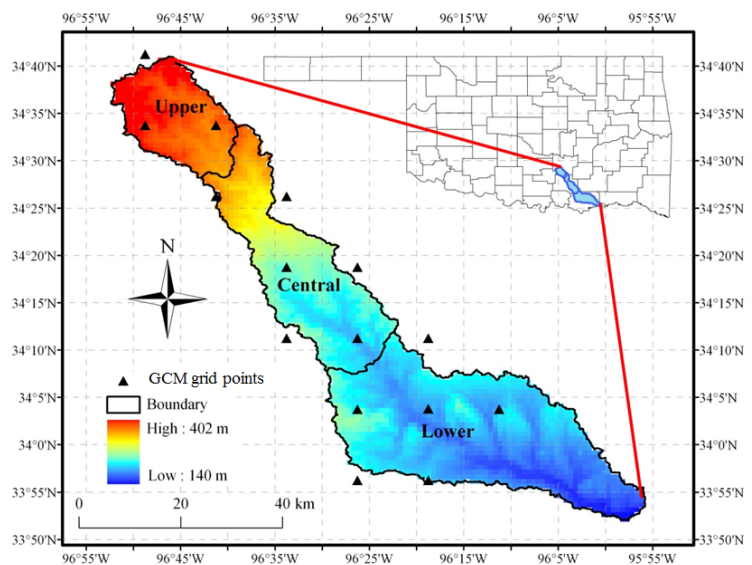 96°55'W 96°45'W 96°35'W 96°25'W 96°15'W 96°5'W 95°55'W
34°40'N 34°40'N
34°35'N 34°35'N
34°30'N 34°30'N
34°25'N 34°25'N
34°20'N 34°20'N
34°15'N 34°15'N
34°10'N 34°10'N
34°5'N 34°5'N
34°0'N 34°0'N
33°55'N 33°55'N
33°50'N 33°50'N
Upper
Central
Lower
N
GCM grid points
Boundary
High : 402 m
Low : 140 m
0 20 40 km
96°55'W 96°45'W 96°35'W 96°25'W 96°15'W 96°5'W 95°55'W